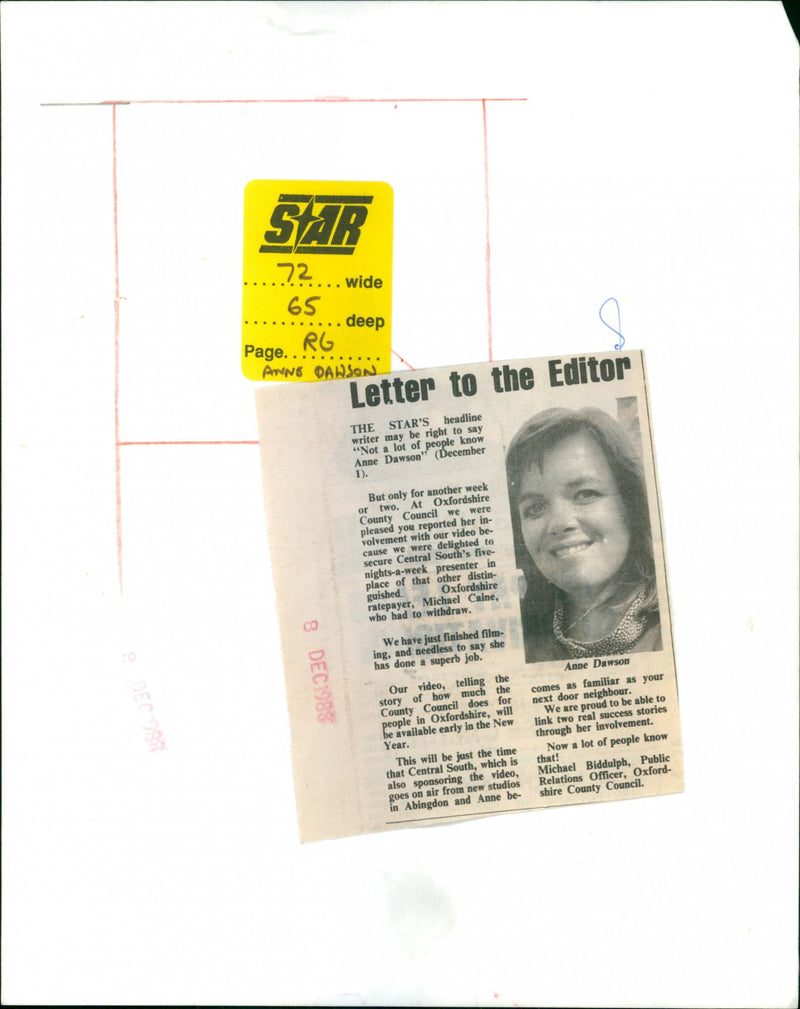 STAR
72 wide
65 deep
Page RG
ANNE DAWSON
Letter to the Editor
THE STAR'S headline
writer may be right to say
"Not a lot of people know
Anne Dawson" (December
1).
But only for another week
or two. At Oxfordshire
County Council we were
pleased you reported her in-
volvement with our video be-
cause we were delighted to
secure Central South's five-
nights-a-week presenter in
place of that other distin-
guished Oxfordshire
ratepayer, Michael Caine,
who had to withdraw.
We have just finished film-
ing, and needless to say she
has done a superb job.
Our video, telling the
story of how much the
County Council does for
people in Oxfordshire, will
be available early in the New
Year.
This will be just the time
that Central South, which is
also sponsoring the video,
goes on air from new studios
in Abingdon and Anne be-
Anne Dawson
comes as familiar as your
next door neighbour.
We are proud to be able to
link two real success stories
through her involvement.
Now a lot of people know
that!
Michael Biddulph, Public
Relations Officer, Oxford-
shire County Council.
8 DEC 1988
8 DEC 1988